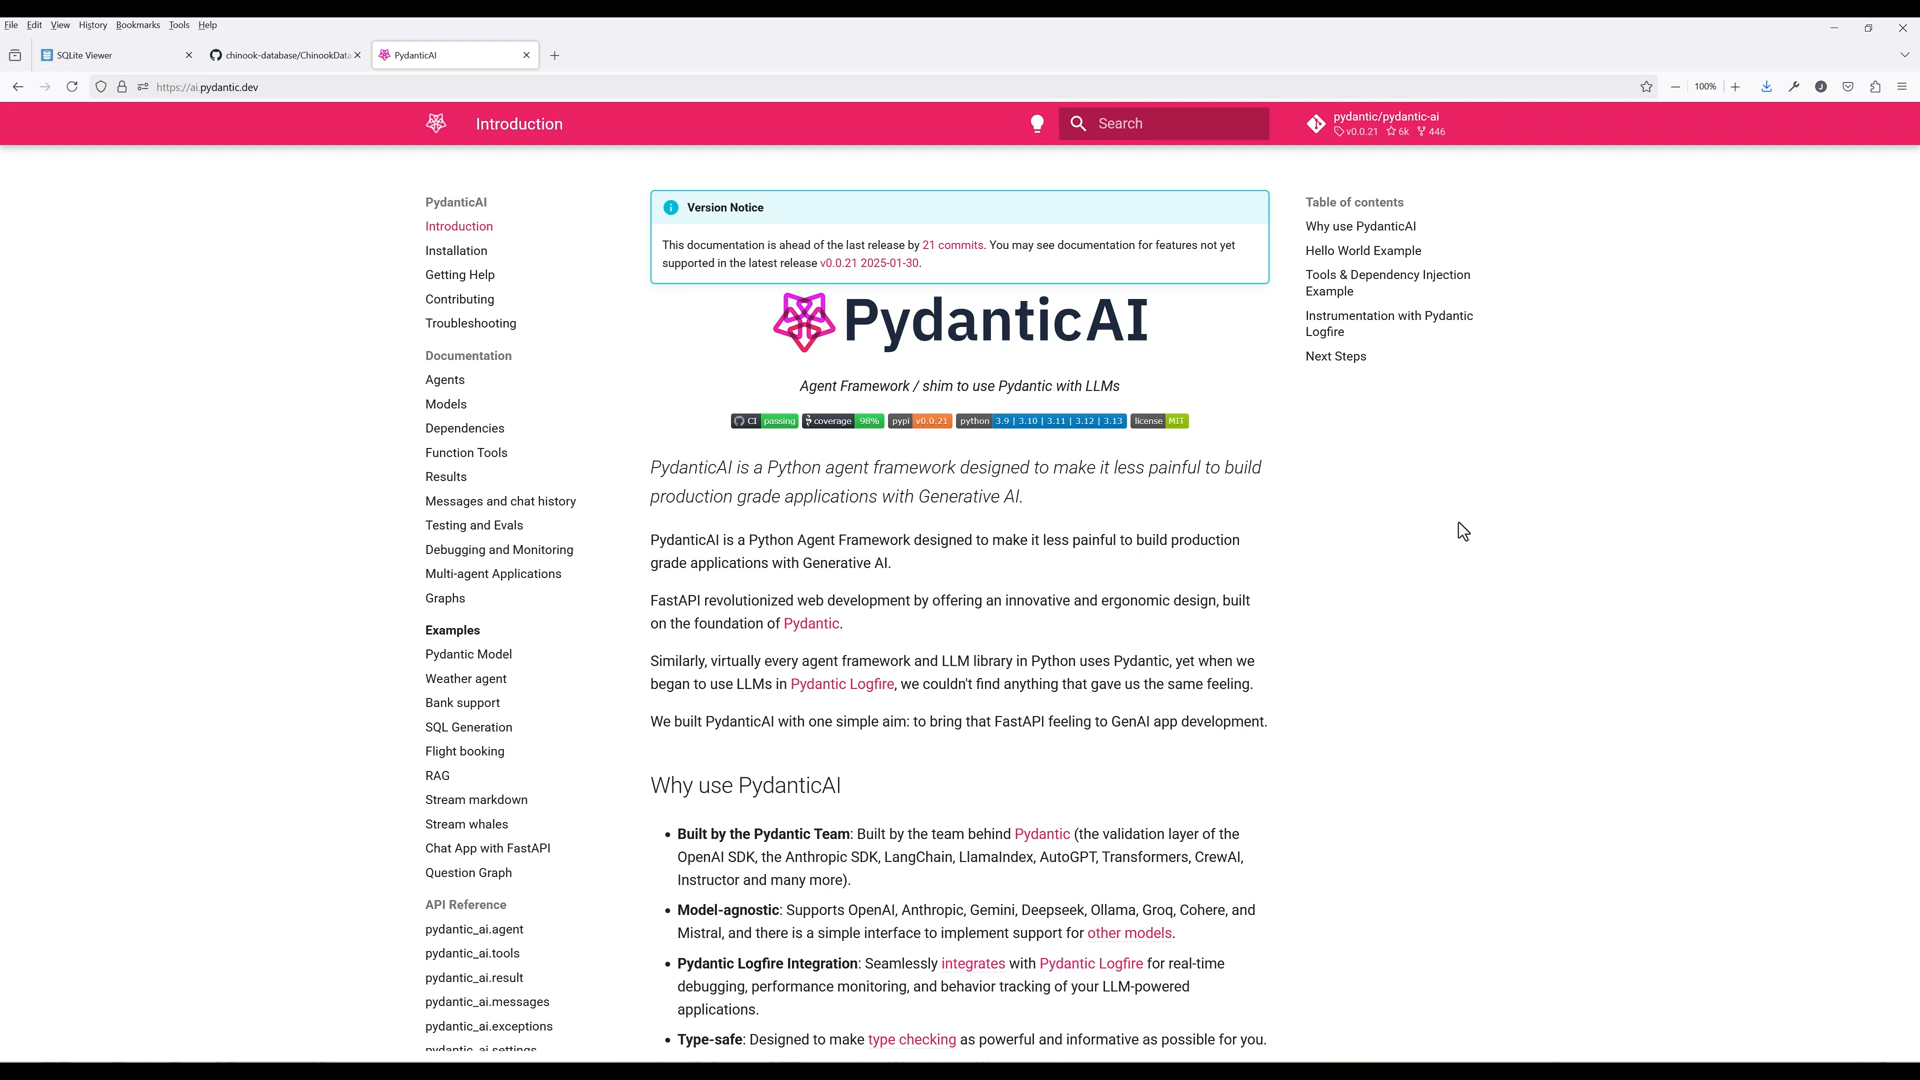 File Edit View History Bookmarks Tools Help
SQLite Viewer
chinook-database/ChinookData
PydanticAI
https://ai.pydantic.dev
100%
Introduction
Search
pydantic/pydantic-ai
v0.0.21 6k 446
PydanticAI
Introduction
Installation
Getting Help
Contributing
Troubleshooting
Documentation
Agents
Models
Dependencies
Function Tools
Results
Messages and chat history
Testing and Evals
Debugging and Monitoring
Multi-agent Applications
Graphs
Examples
Pydantic Model
Weather agent
Bank support
SQL Generation
Flight booking
RAG
Stream markdown
Stream whales
Chat App with FastAPI
Question Graph
API Reference
pydantic_ai.agent
pydantic_ai.tools
pydantic_ai.result
pydantic_ai.messages
pydantic_ai.exceptions
pydantic_ai.settings
Version Notice
This documentation is ahead of the last release by 21 commits. You may see documentation for features not yet
supported in the latest release v0.0.21 2025-01-30.
PydanticAI
Agent Framework / shim to use Pydantic with LLMs
CI passing coverage 98% pypi v0.0.21 python 3.9 | 3.10 | 3.11 | 3.12 | 3.13 license MIT
PydanticAI is a Python agent framework designed to make it less painful to build
production grade applications with Generative AI.
PydanticAI is a Python Agent Framework designed to make it less painful to build production
grade applications with Generative AI.
FastAPI revolutionized web development by offering an innovative and ergonomic design, built
on the foundation of Pydantic.
Similarly, virtually every agent framework and LLM library in Python uses Pydantic, yet when we
began to use LLMs in Pydantic Logfire, we couldn't find anything that gave us the same feeling.
We built PydanticAI with one simple aim: to bring that FastAPI feeling to GenAI app development.
Why use PydanticAI
• Built by the Pydantic Team: Built by the team behind Pydantic (the validation layer of the
OpenAI SDK, the Anthropic SDK, LangChain, LlamaIndex, AutoGPT, Transformers, CrewAI,
Instructor and many more).
• Model-agnostic: Supports OpenAI, Anthropic, Gemini, Deepseek, Ollama, Groq, Cohere, and
Mistral, and there is a simple interface to implement support for other models.
• Pydantic Logfire Integration: Seamlessly integrates with Pydantic Logfire for real-time
debugging, performance monitoring, and behavior tracking of your LLM-powered
applications.
• Type-safe: Designed to make type checking as powerful and informative as possible for you.
Table of contents
Why use PydanticAI
Hello World Example
Tools & Dependency Injection
Example
Instrumentation with Pydantic
Logfire
Next Steps